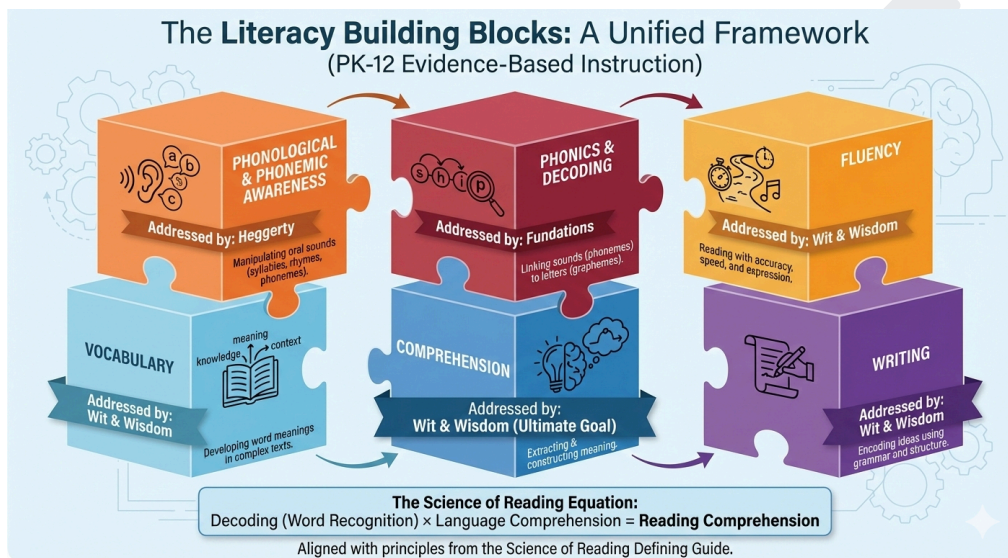 The Literacy Building Blocks: A Unified Framework
(PK-12 Evidence-Based Instruction)
a
b
s
c
PHONOLOGICAL
& PHONEMIC
AWARENESS
Addressed by: Heggerty
Manipulating oral sounds
(syllabies, rhymes,
phonemes).
s h i p
PHONICS &
DECODING
Addressed by: Fundations
Linking sounds (phonemes)
to letters (graphemes).
FLUENCY
Addressed by: Wit & Wisdom
Reading with accuracy,
speed, and expression.
VOCABULARY
meaning
knowledge
context
Addressed by:
Wit & Wisdom
Developing word meanings
in complex texts.
COMPREHENSION
Addressed by:
Wit & Wisdom (Ultimate Goal)
Extracting &
constructing meaning.
WRITING
Addressed by:
Wit & Wisdom
Encoding ideas using
grammar and structure.
The Science of Reading Equation:
Decoding (Word Recognition) × Language Comprehension = Reading Comprehension
Aligned with principles from the Science of Reading Defining Guide.